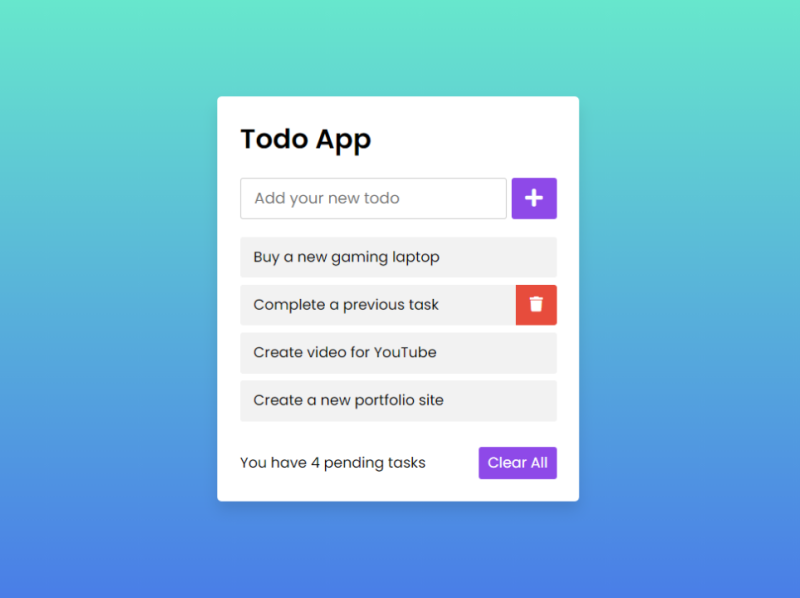 Todo App
Add your new todo
Buy a new gaming laptop
Complete a previous task
Create video for YouTube
Create a new portfolio site
You have 4 pending tasks Clear All